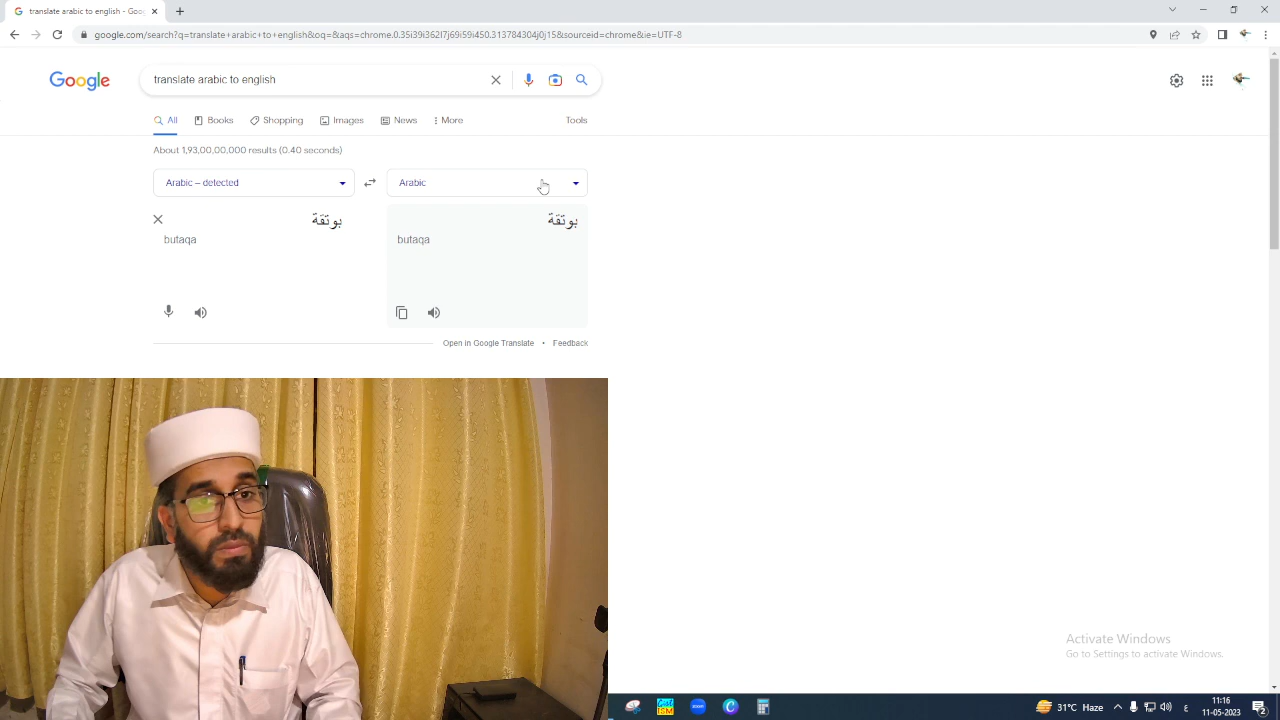 translate arabic to english - Goo
google.com/search?q=translate+arabic+to+english&oq=&aqs=chrome.0.35i39i362l7j69i59i450.313784304j0j15&sourceid=chrome&ie=UTF-8
Google
translate arabic to english
All Books Shopping Images News More Tools
About 1,93,00,00,000 results (0.40 seconds)
Arabic – detected Arabic
بوتقة بوتقة
butaqa butaqa
Open in Google Translate • Feedback
Activate Windows
Go to Settings to activate Windows.
zoom
31°C Haze ع 11:16
11-05-2023
2